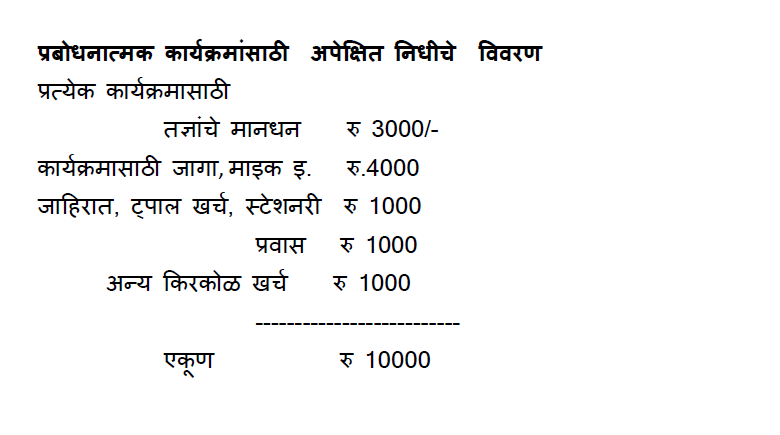 प्रबोधनात्मक कार्यक्रमांसाठी अपेक्षित निधीचे विवरण
प्रत्येक कार्यक्रमासाठी
तज्ञांचे मानधन रु 3000/-
कार्यक्रमासाठी जागा,माइक इ. रु.4000
जाहिरात, ट्पाल खर्च, स्टेशनरी रु 1000
प्रवास रु 1000
अन्य किरकोळ खर्च रु 1000
--------------------------
एकूण रु 10000